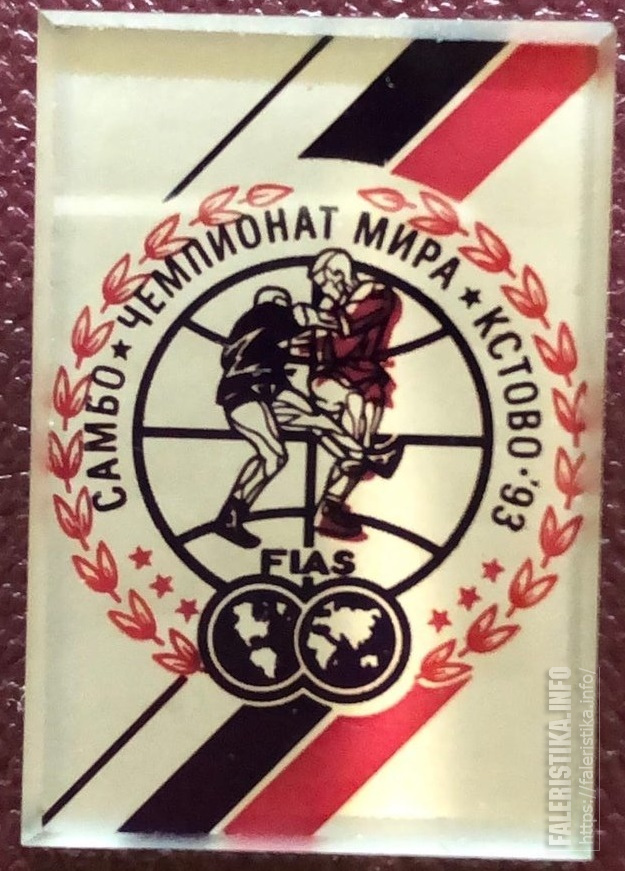 САМБО ★ ЧЕМПИОНАТ МИРА ★ КСТОВО · '93
FIAS
FALERISTIKA.INFO
https://faleristika.info/